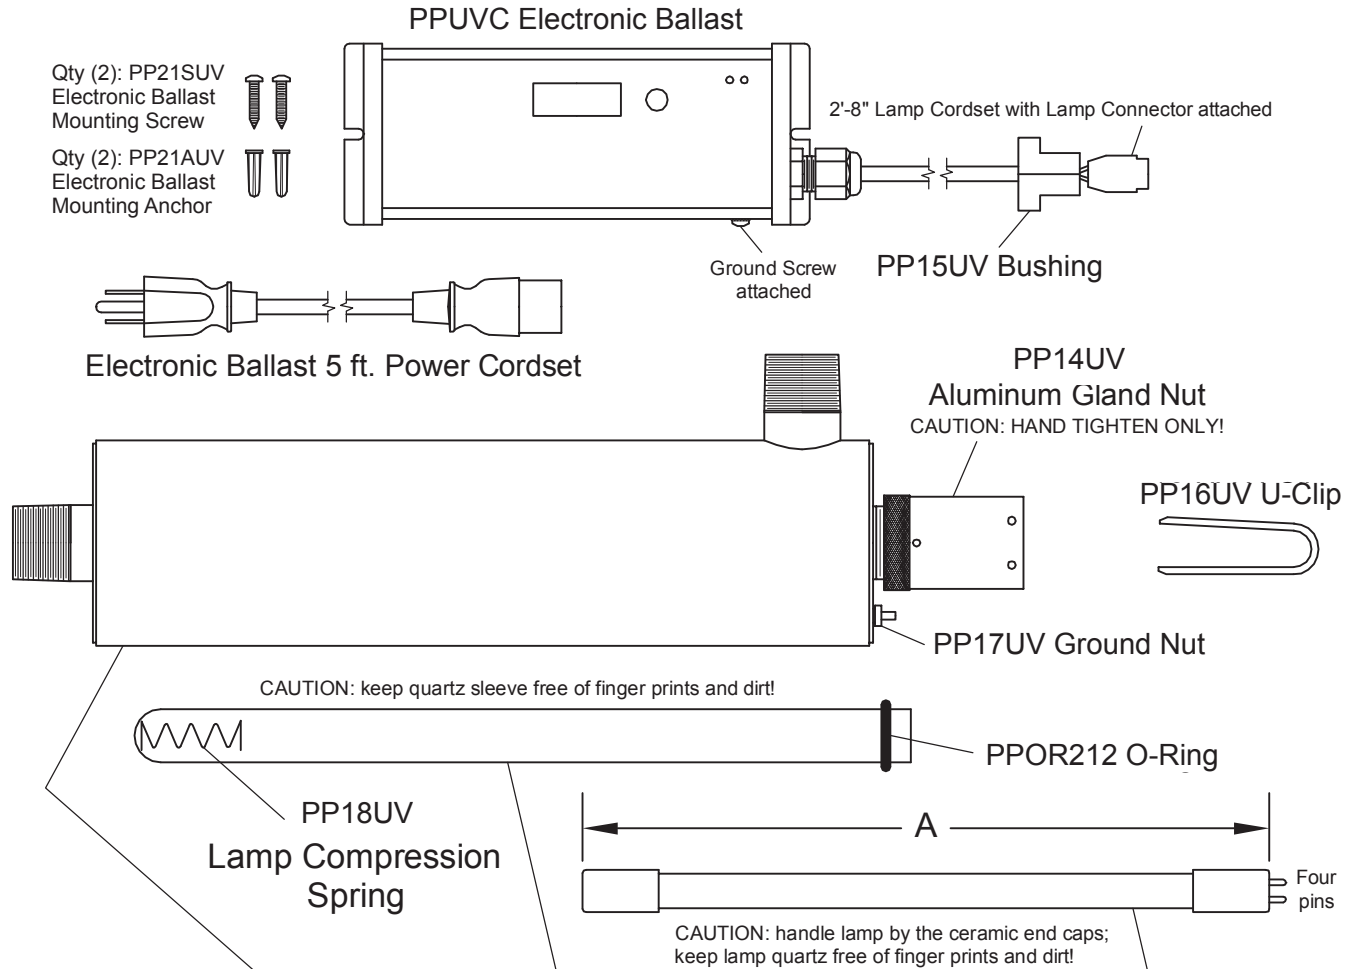 PPUVC Electronic Ballast
Qty (2): PP21SUV
Electronic Ballast
Mounting Screw
Qty (2): PP21AUV
Electronic Ballast
Mounting Anchor
2'-8" Lamp Cordset with Lamp Connector attached
Ground Screw
attached
PP15UV Bushing
Electronic Ballast 5 ft. Power Cordset
PP14UV
Aluminum Gland Nut
CAUTION: HAND TIGHTEN ONLY!
PP16UV U-Clip
PP17UV Ground Nut
CAUTION: keep quartz sleeve free of finger prints and dirt!
PPOR212 O-Ring
PP18UV
Lamp Compression
Spring
A
Four
pins
CAUTION: handle lamp by the ceramic end caps;
keep lamp quartz free of finger prints and dirt!